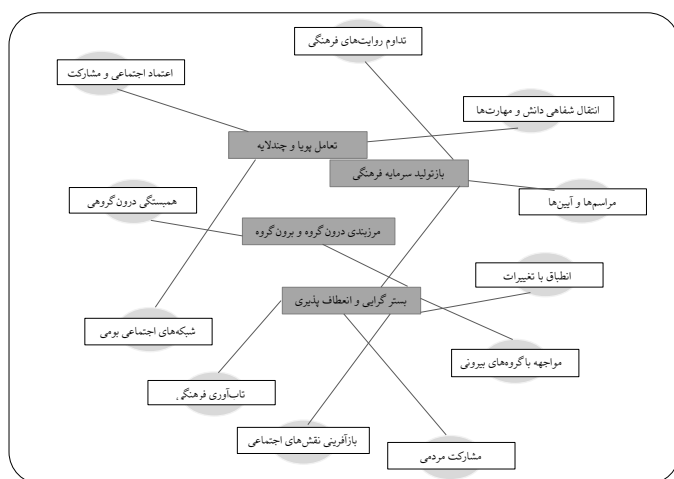 تداوم روایت‌های فرهنگی
اعتماد اجتماعی و مشارکت
انتقال شفاهی دانش و مهارت‌ها
تعامل پویا و چندلایه
بازتولید سرمایه فرهنگی
مراسم‌ها و آیین‌ها
همبستگی درون‌گروهی
مرزبندی درون‌گروه و برون‌گروه
انطباق با تغییرات
بستر گرایی و انعطاف پذیری
شبکه‌های اجتماعی بومی
مواجهه با گروه‌های بیرونی
تاب‌آوری فرهنگی
بازآفرینی نقش‌های اجتماعی
مشارکت مردمی